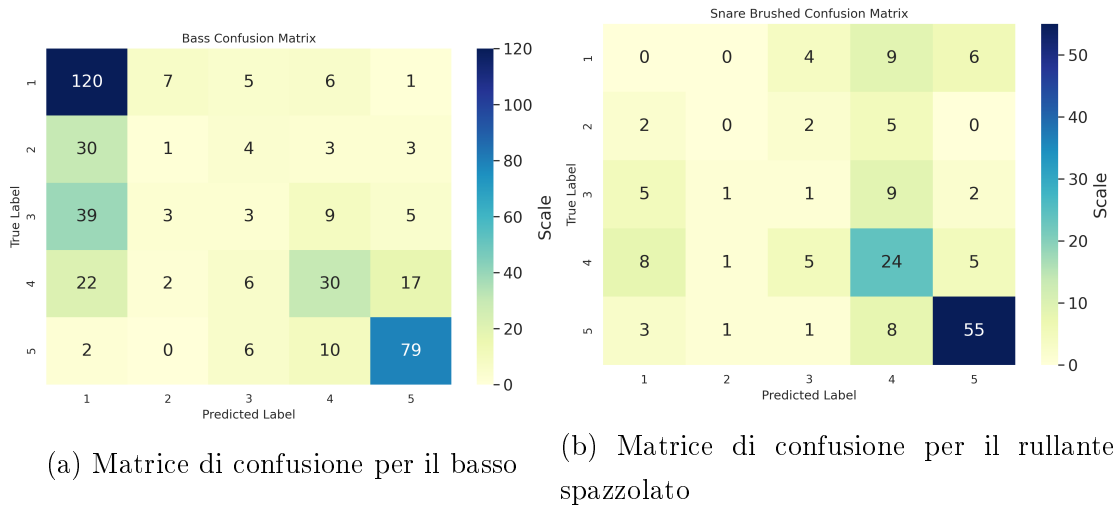 Bass Confusion Matrix
1 120 7 5 6 1
2 30 1 4 3 3
3 39 3 3 9 5
4 22 2 6 30 17
5 2 0 6 10 79
1 2 3 4 5
True Label
Predicted Label
120
100
80
60
40
20
0
Scale
(a) Matrice di confusione per il basso
Snare Brushed Confusion Matrix
1 0 0 4 9 6
2 2 0 2 5 0
3 5 1 1 9 2
4 8 1 5 24 5
5 3 1 1 8 55
1 2 3 4 5
True Label
Predicted Label
50
40
30
20
10
0
Scale
(b) Matrice di confusione per il rullante
spazzolato